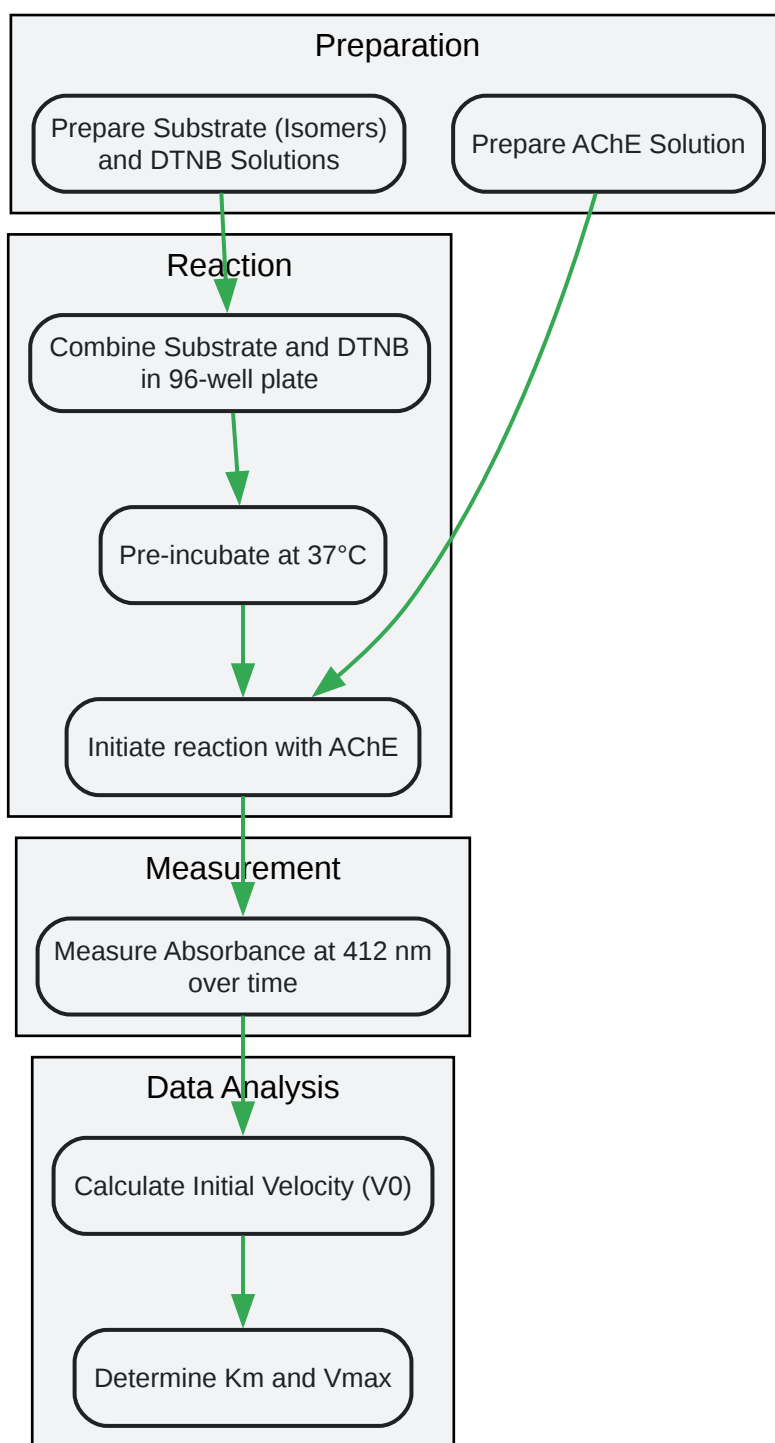 Preparation
Prepare Substrate (Isomers)
and DTNB Solutions
Prepare AChE Solution
Reaction
Combine Substrate and DTNB
in 96-well plate
Pre-incubate at 37°C
Initiate reaction with AChE
Measurement
Measure Absorbance at 412 nm
over time
Data Analysis
Calculate Initial Velocity (V0)
Determine Km and Vmax